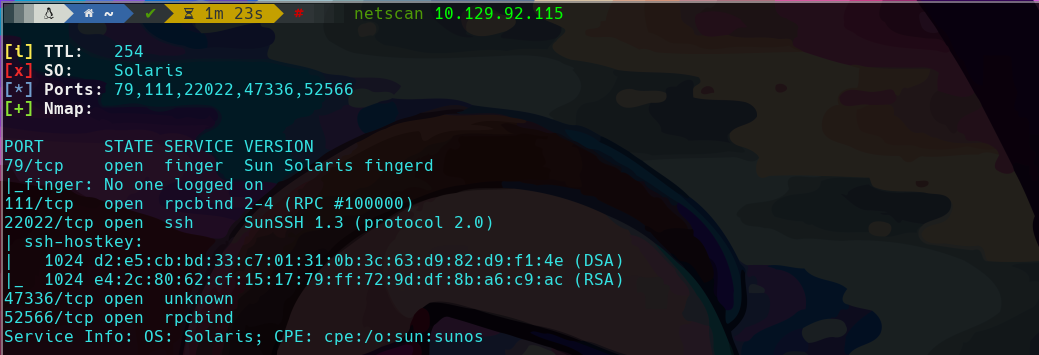 ~ ✔ 1m 23s # netscan 10.129.92.115
[i] TTL: 254
[x] SO: Solaris
[*] Ports: 79,111,22022,47336,52566
[+] Nmap:
PORT STATE SERVICE VERSION
79/tcp open finger Sun Solaris fingerd
|_finger: No one logged on
111/tcp open rpcbind 2-4 (RPC #100000)
22022/tcp open ssh SunSSH 1.3 (protocol 2.0)
| ssh-hostkey:
| 1024 d2:e5:cb:bd:33:c7:01:31:0b:3c:63:d9:82:d9:f1:4e (DSA)
|_ 1024 e4:2c:80:62:cf:15:17:79:ff:72:9d:df:8b:a6:c9:ac (RSA)
47336/tcp open unknown
52566/tcp open rpcbind
Service Info: OS: Solaris; CPE: cpe:/o:sun:sunos